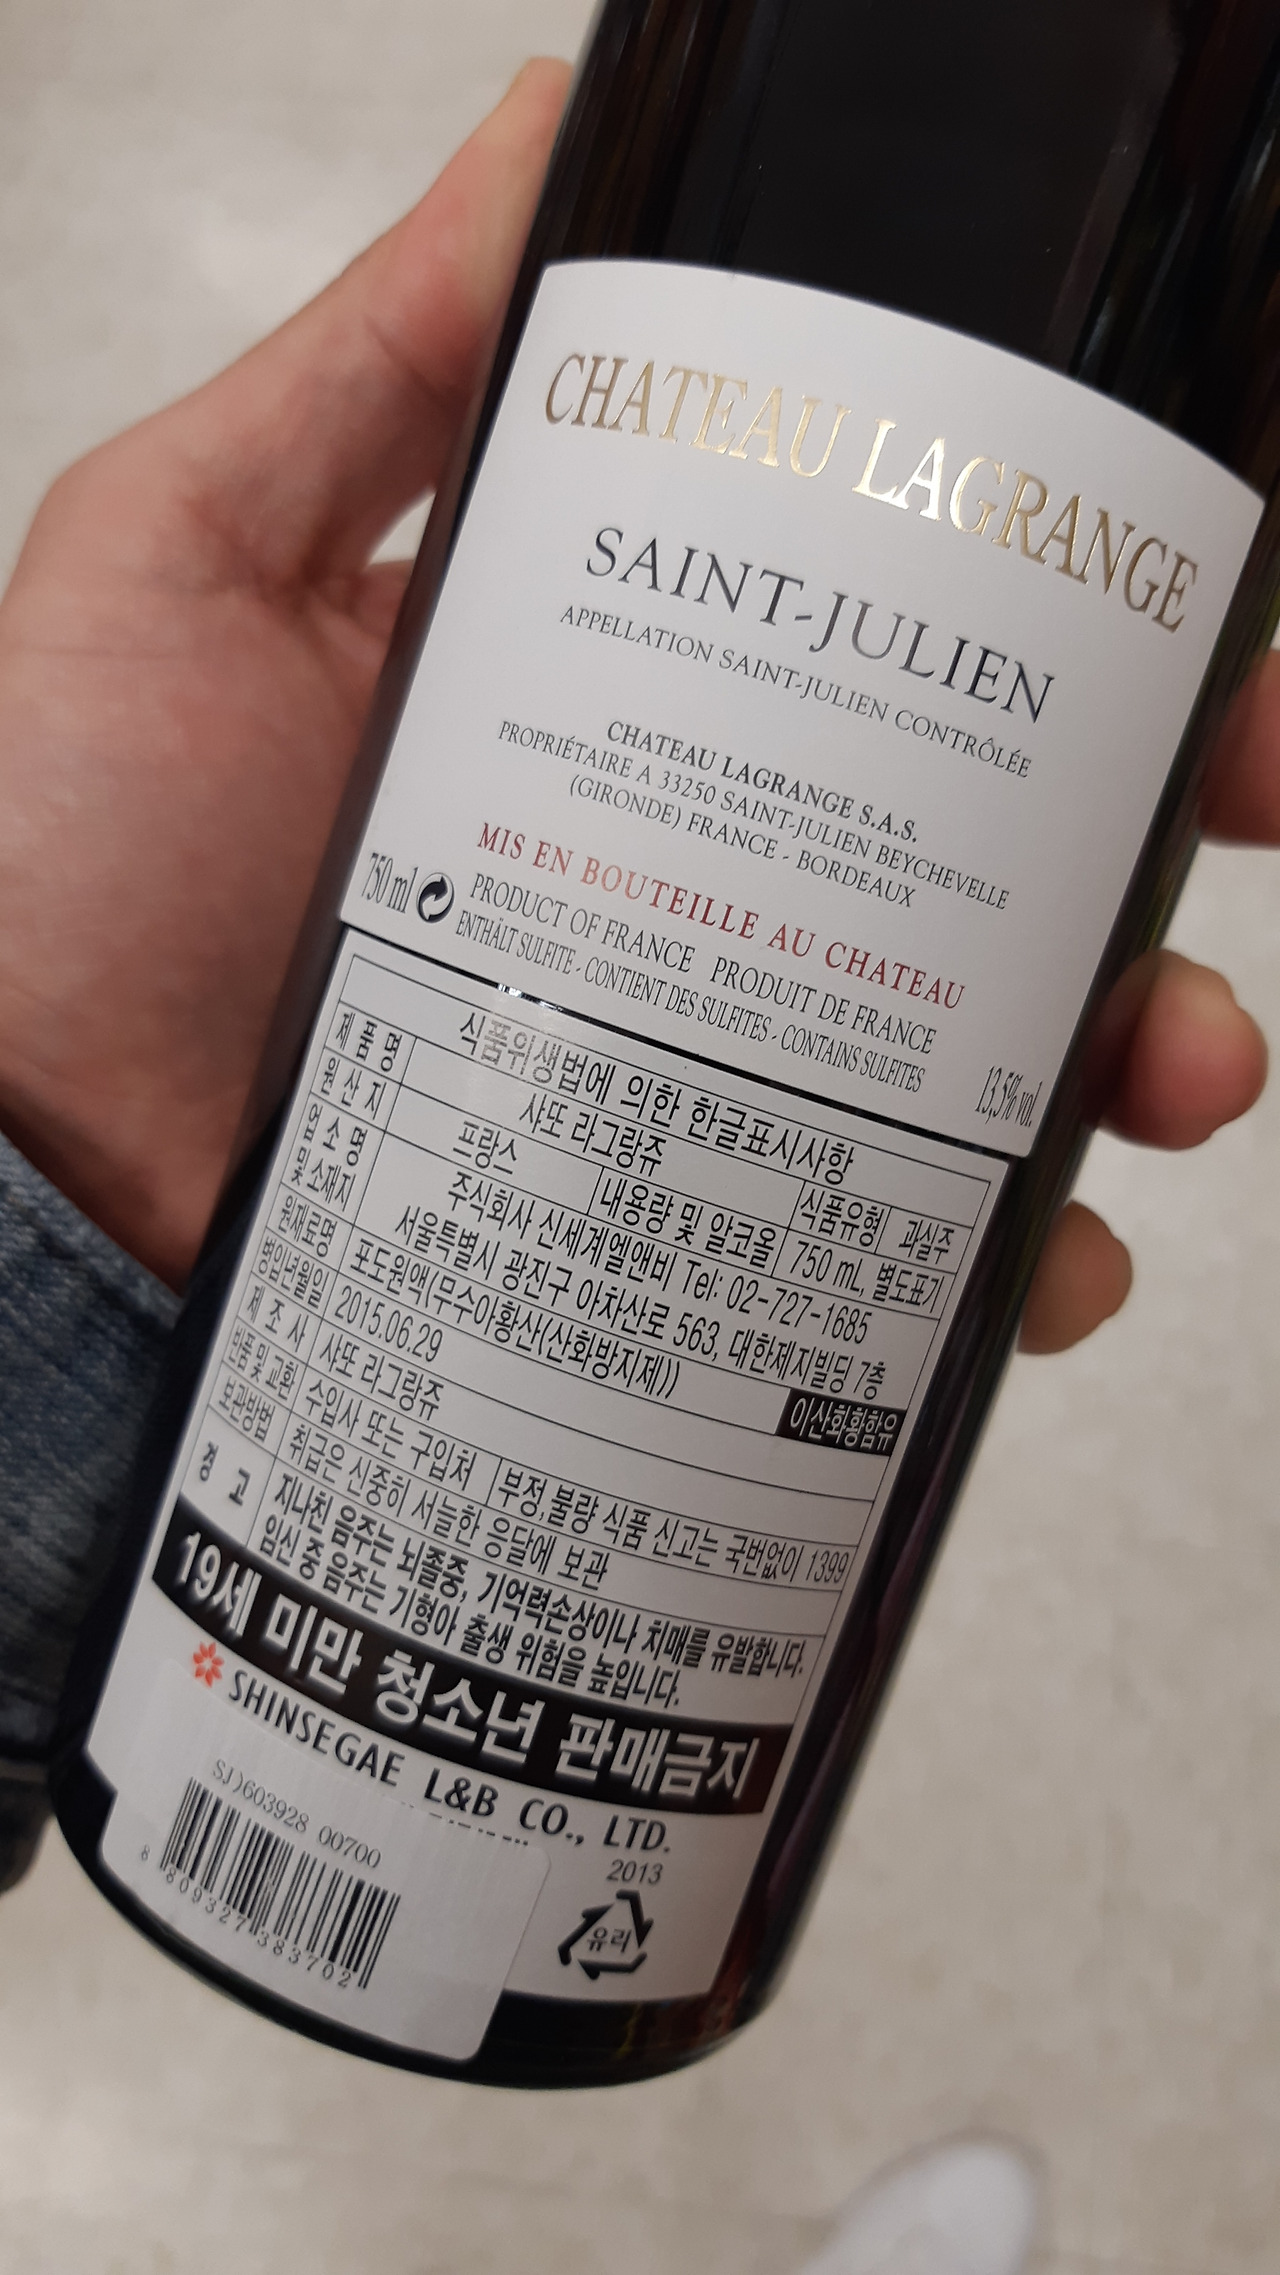 CHATEAU LAGRANGE
SAINT-JULIEN
APPELLATION SAINT-JULIEN CONTRÔLÉE
CHATEAU LAGRANGE S.A.S.
PROPRIÉTAIRE A 33250 SAINT-JULIEN BEYCHEVELLE
(GIRONDE) FRANCE - BORDEAUX
MIS EN BOUTEILLE AU CHATEAU
750 ml PRODUCT OF FRANCE PRODUIT DE FRANCE 13,5% vol.
ENTHÄLT SULFITE - CONTIENT DES SULFITES - CONTAINS SULFITES
식품위생법에 의한 한글표시사항
제품명 샤또 라그랑쥬 식품유형 과실주
원산지 프랑스 내용량 및 알코올 750 mL, 별도표기
업소명 및 소재지 주식회사 신세계엘앤비 Tel: 02-727-1685
서울특별시 광진구 아차산로 563, 대한제지빌딩 7층
원재료명 포도원액(무수아황산(산화방지제)) 이산화황함유
병입년월일 2015.06.29
제조사 샤또 라그랑쥬
반품 및 교환 수입사 또는 구입처 부정,불량 식품 신고는 국번없이 1399
보관방법 취급은 신중히 서늘한 응달에 보관
경고 지나친 음주는 뇌졸중, 기억력손상이나 치매를 유발합니다.
임신 중 음주는 기형아 출생 위험을 높입니다.
19세 미만 청소년 판매금지
SHINSEGAE L&B CO., LTD.
SJ)603928 00700
8 809327 383702
2013
유리